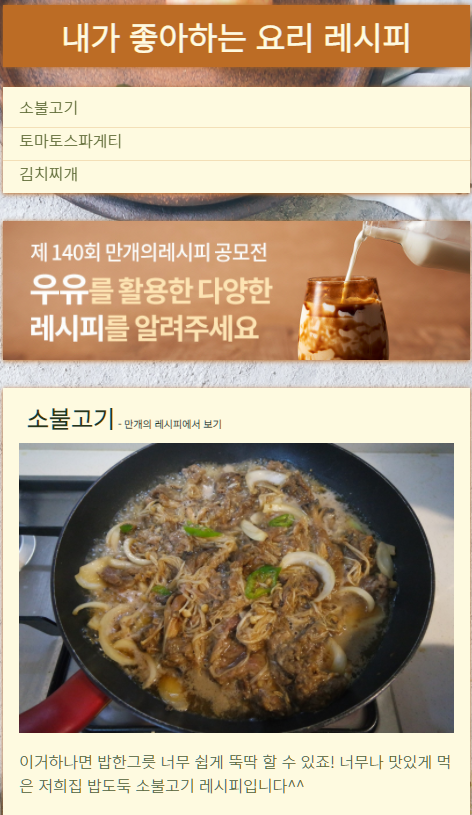 내가 좋아하는 요리 레시피
소불고기
토마토스파게티
김치찌개
제 140회 만개의레시피 공모전
우유를 활용한 다양한
레시피를 알려주세요
소불고기 - 만개의 레시피에서 보기
이거하나면 밥한그릇 너무 쉽게 뚝딱 할 수 있죠! 너무나 맛있게 먹
은 저희집 밥도둑 소불고기 레시피입니다^^